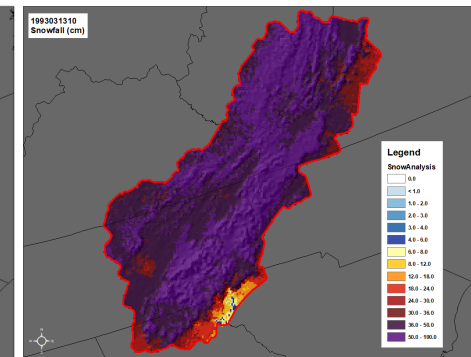 1993031310
Snowfall (cm)
Legend
SnowAnalysis
0.0
< 1.0
1.0 - 2.0
2.0 - 3.0
3.0 - 4.0
4.0 - 6.0
6.0 - 8.0
8.0 - 12.0
12.0 - 18.0
18.0 - 24.0
24.0 - 30.0
30.0 - 36.0
36.0 - 50.0
50.0 - 100.0